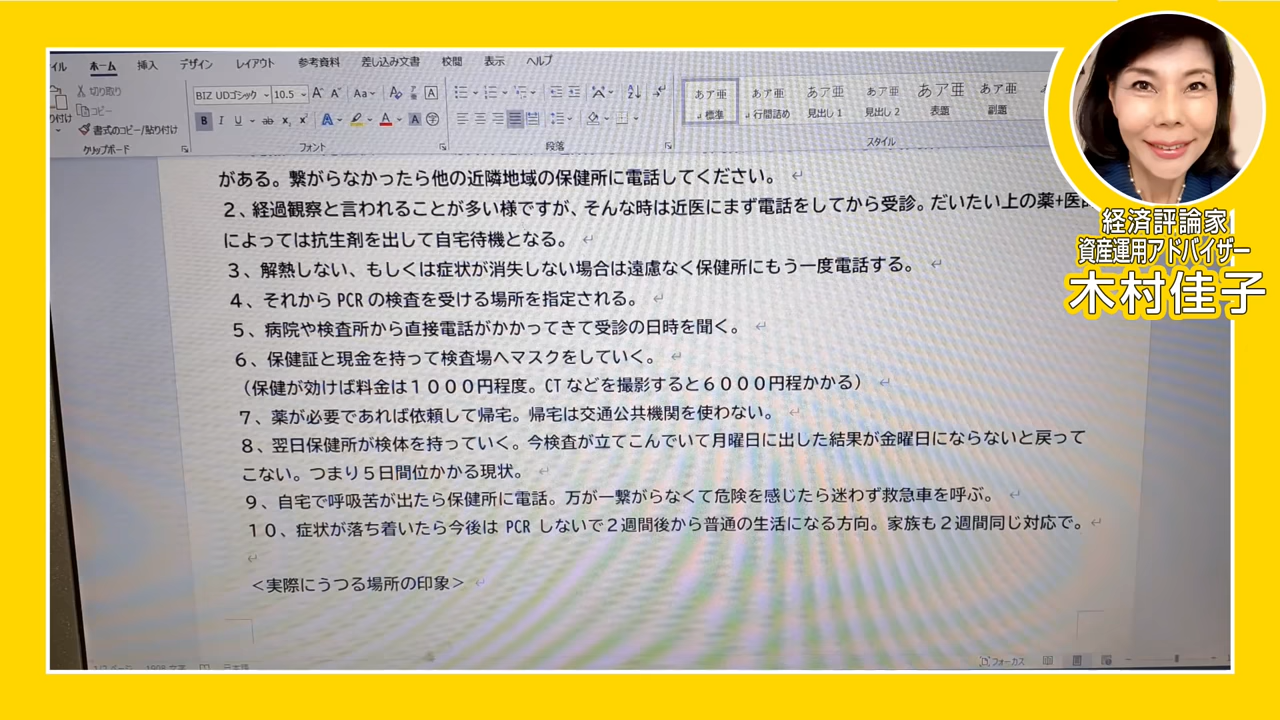 ホーム 挿入 デザイン レイアウト 参考資料 差し込み文書 校閲 表示 ヘルプ
切り取り
コピー
書式のコピー/貼り付け
クリップボード
BIZ UDゴシック 10.5
フォント
段落
あア亜 あア亜 あア亜 あア亜 あア亜 あア亜
標準 行間詰め 見出し 1 見出し 2 表題 副題
スタイル
がある。繋がらなかったら他の近隣地域の保健所に電話してください。
２、経過観察と言われることが多い様ですが、そんな時は近医にまず電話をしてから受診。だいたい上の薬+医師
によっては抗生剤を出して自宅待機となる。
３、解熱しない、もしくは症状が消失しない場合は遠慮なく保健所にもう一度電話する。
４、それから PCR の検査を受ける場所を指定される。
５、病院や検査所から直接電話がかかってきて受診の日時を聞く。
６、保健証と現金を持って検査場へマスクをしていく。
（保健が効けば料金は１０００円程度。CT などを撮影すると６０００円程かかる）
７、薬が必要であれば依頼して帰宅。帰宅は交通公共機関を使わない。
８、翌日保健所が検体を持っていく。今検査が立てこんでいて月曜日に出した結果が金曜日にならないと戻って
こない。つまり５日間位かかる現状。
９、自宅で呼吸苦が出たら保健所に電話。万が一繋がらなくて危険を感じたら迷わず救急車を呼ぶ。
１０、症状が落ち着いたら今後は PCR しないで２週間後から普通の生活になる方向。家族も２週間同じ対応で。
＜実際にうつる場所の印象＞
フォーカス
経済評論家
資産運用アドバイザー
木村佳子